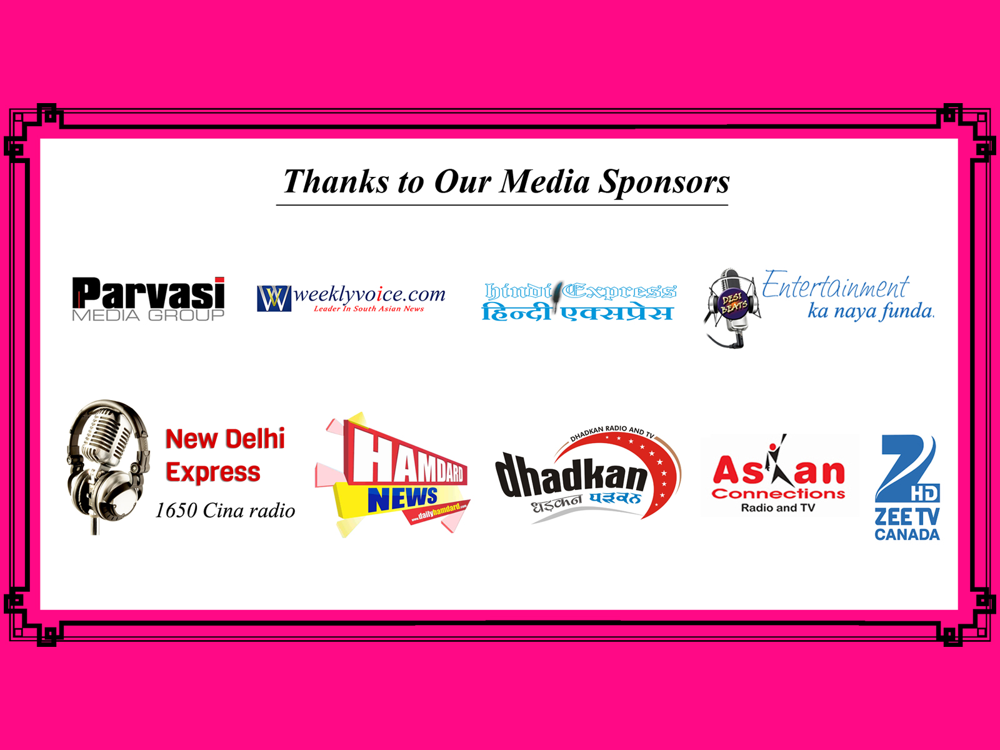 Thanks to Our Media Sponsors
Parvasi
MEDIA GROUP
W weeklyvoice.com
Leader In South Asian News
hindi Express
हिन्दी एक्सप्रेस
DESI
BEATS
Entertainment
ka naya funda.
New Delhi
Express
1650 Cina radio
HAMDARD
NEWS
www.dailyhamdard.com
DHADKAN RADIO AND TV
dhadkan
धड़कन ਧੜਕਨ
Asian
Connections
Radio and TV
Z
HD
ZEE TV
CANADA